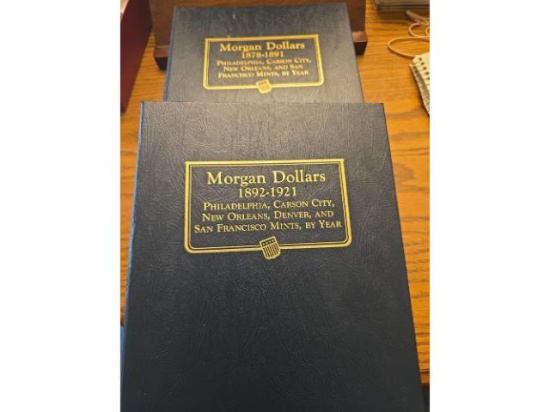 Morgan Dollars
1878-1891
Philadelphia, Carson City,
New Orleans, and San
Francisco Mints, by Year
Morgan Dollars
1892-1921
Philadelphia, Carson City,
New Orleans, Denver, and
San Francisco Mints, by Year